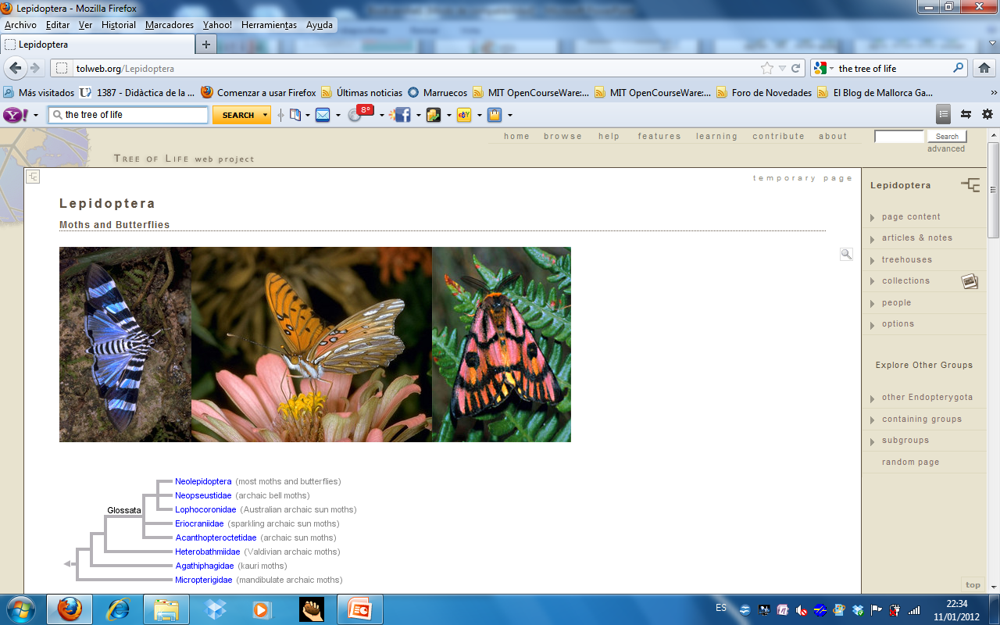 Lepidoptera - Mozilla Firefox
Archivo Editar Ver Historial Marcadores Yahoo! Herramientas Ayuda
Lepidoptera
tolweb.org/Lepidoptera
the tree of life
Más visitados 1387 - Didàctica de la ... Comenzar a usar Firefox Últimas noticias Marruecos MIT OpenCourseWare:... MIT OpenCourseWare:... Foro de Novedades El Blog de Mallorca Ga...
the tree of life SEARCH 8º
home browse help features learning contribute about Search
advanced
TREE OF LIFE web project
temporary page
Lepidoptera
Moths and Butterflies
Neolepidoptera (most moths and butterflies)
Neopseustidae (archaic bell moths)
Glossata
Lophocoronidae (Australian archaic sun moths)
Eriocraniidae (sparkling archaic sun moths)
Acanthopteroctetidae (archaic sun moths)
Heterobathmiidae (Valdivian archaic moths)
Agathiphagidae (kauri moths)
Micropterigidae (mandibulate archaic moths)
Lepidoptera
page content
articles & notes
treehouses
collections
people
options
Explore Other Groups
other Endopterygota
containing groups
subgroups
random page
top
ES
22:34
11/01/2012